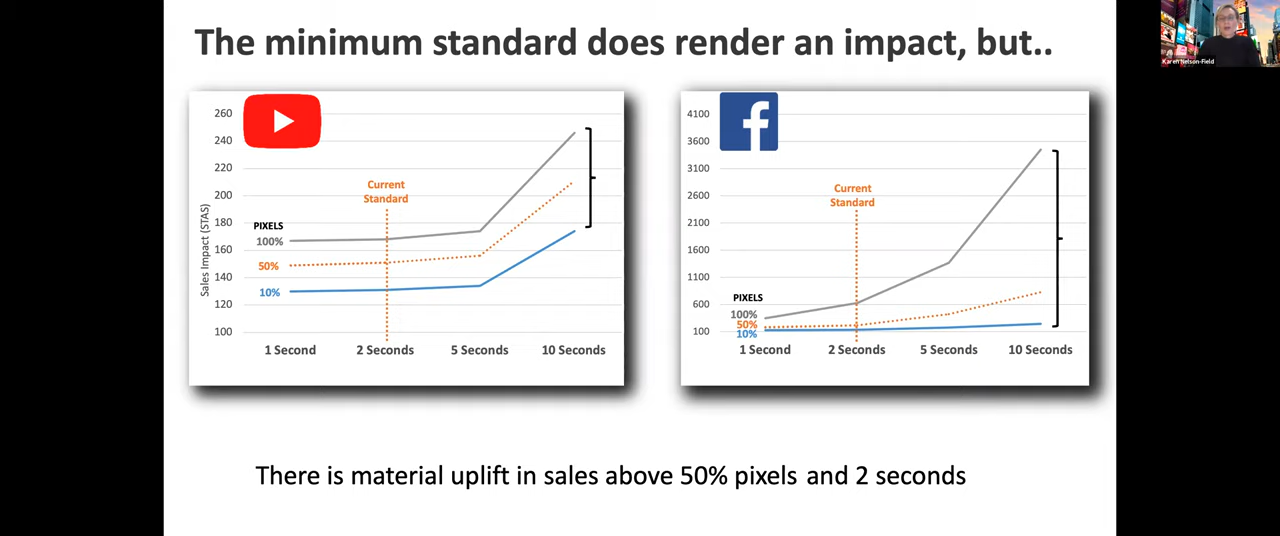 The minimum standard does render an impact, but..
Karen Nelson-Field
260
240
220
200
180
160
140
120
100
Sales Impact (STAS)
Current
Standard
PIXELS
100%
50%
10%
1 Second 2 Seconds 5 Seconds 10 Seconds
f
4100
3600
3100
2600
2100
1600
1100
600
100
Current
Standard
PIXELS
100%
50%
10%
1 Second 2 Seconds 5 Seconds 10 Seconds
There is material uplift in sales above 50% pixels and 2 seconds